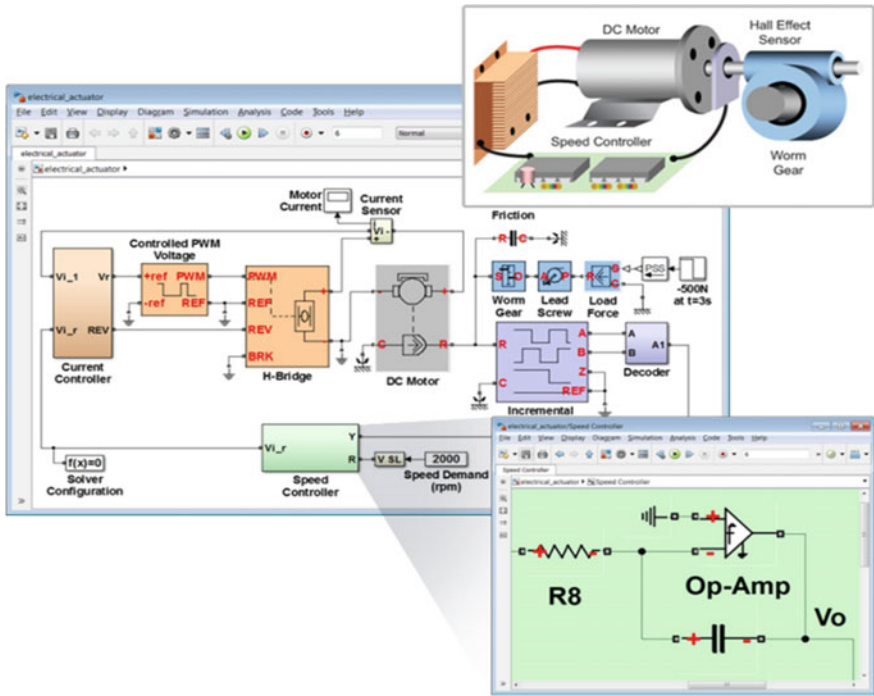 DC Motor
Hall Effect
Sensor
Speed Controller
Worm
Gear
electrical_actuator
File Edit View Display Diagram Simulation Analysis Code Tools Help
6
Normal
electrical_actuator
electrical_actuator
Motor
Current
Current
Sensor
Vi -
+
Friction
R C
Controlled PWM
Voltage
Vi_1
Vr
+ref PWM
-ref REF
PWM
REF
REV
BRK
+
-
Vi_r
REV
Current
Controller
H-Bridge
- +
C R
DC Motor
S O
A P
R S
C
PSS
-500N
at t=3s
Worm
Gear
Lead
Screw
Load
Force
R A
B
Z
C REF
Incremental
A
B
A1
Decoder
Vi_r
Y
R
V SL
2000
Speed Demand
(rpm)
Speed
Controller
f(x)=0
Solver
Configuration
electrical_actuator/Speed Controller
File Edit View Display Diagram Simulation Analysis Code Tools Help
6
Speed Controller
electrical_actuator Speed Controller
+
-
f
+ -
R8
Op-Amp
Vo
+ -